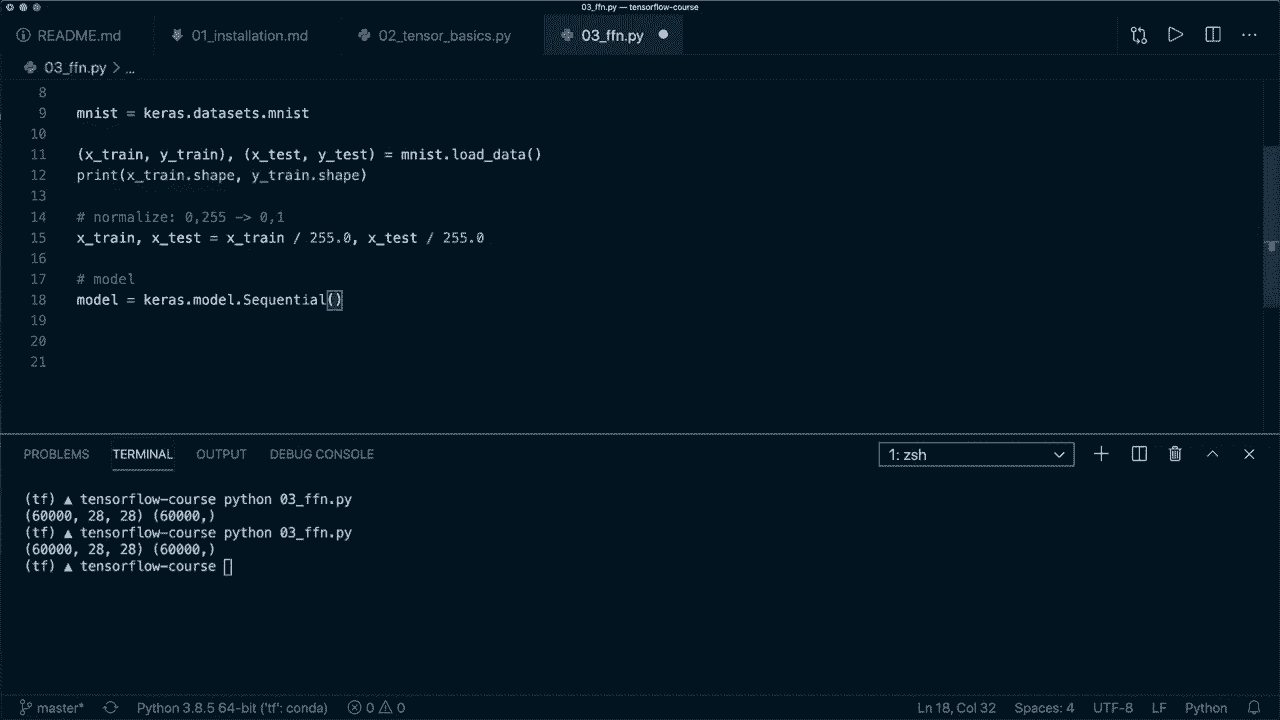 03_ffn.py — tensorflow-course
README.md 01_installation.md 02_tensor_basics.py 03_ffn.py
03_ffn.py > ...
8
9 mnist = keras.datasets.mnist
10
11 (x_train, y_train), (x_test, y_test) = mnist.load_data()
12 print(x_train.shape, y_train.shape)
13
14 # normalize: 0,255 -> 0,1
15 x_train, x_test = x_train / 255.0, x_test / 255.0
16
17 # model
18 model = keras.model.Sequential()
19
20
21
PROBLEMS TERMINAL OUTPUT DEBUG CONSOLE 1: zsh
(tf) ▲ tensorflow-course python 03_ffn.py
(60000, 28, 28) (60000,)
(tf) ▲ tensorflow-course python 03_ffn.py
(60000, 28, 28) (60000,)
(tf) ▲ tensorflow-course
master* Python 3.8.5 64-bit ('tf': conda) 0 0 Ln 18, Col 32 Spaces: 4 UTF-8 LF Python